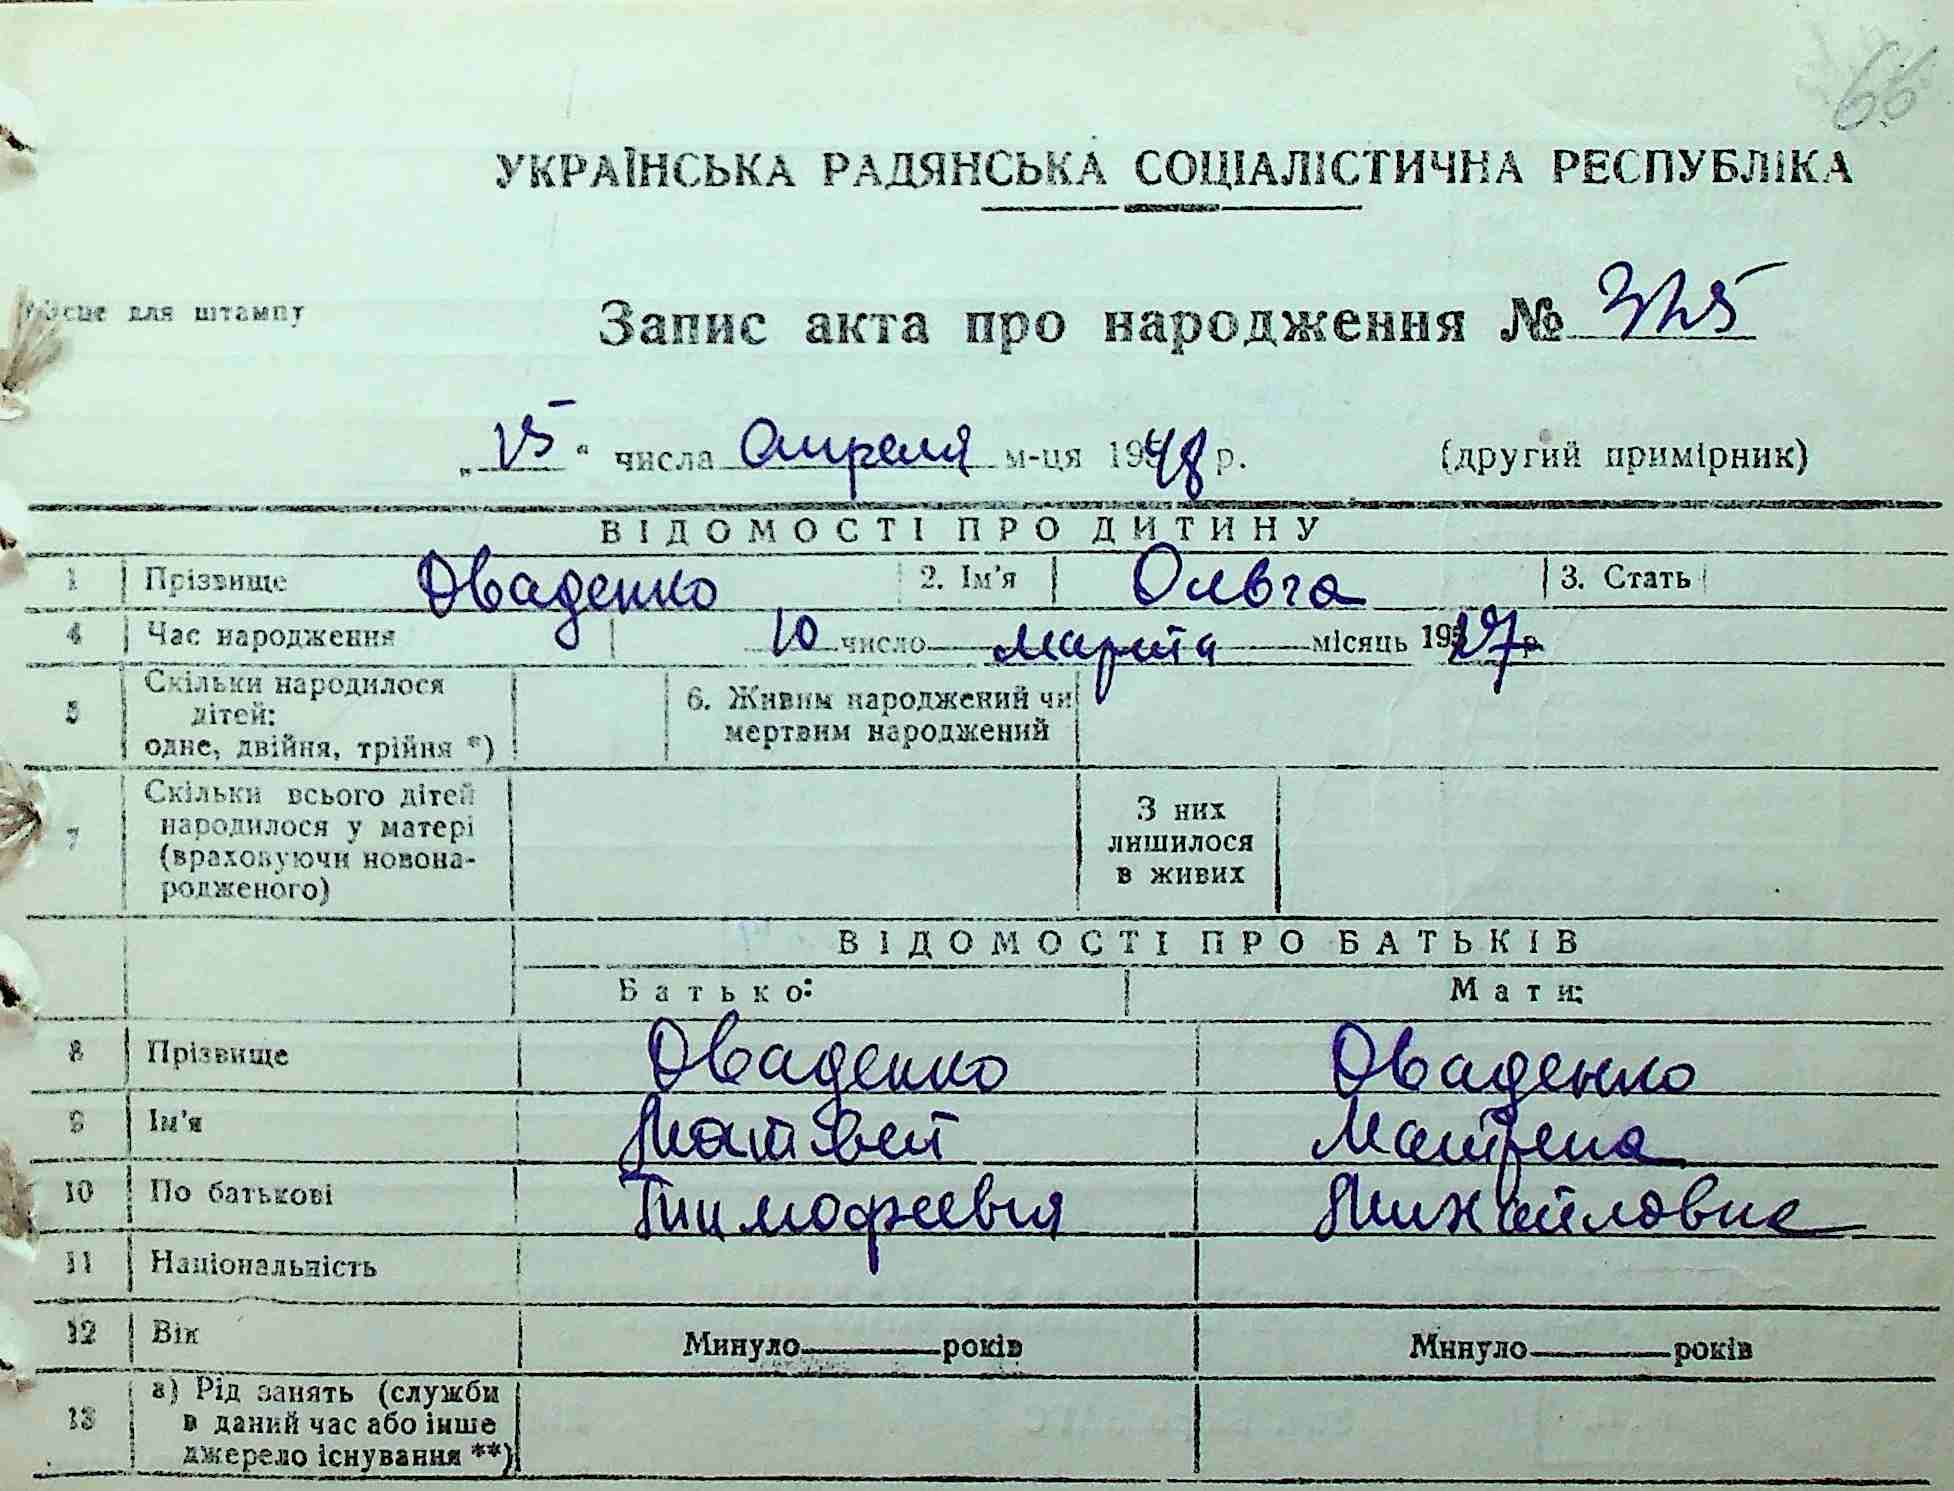 66
УКРАЇНСЬКА РАДЯНСЬКА СОЦІАЛІСТИЧНА РЕСПУБЛІКА
Місце для штампу
Запис акта про народження № 325
„15“ числа Апреля м-ця 1948 р. (другий примірник)
ВІДОМОСТІ ПРО ДИТИНУ
1 Прізвище Оваденко 2. Ім'я Ольга 3. Стать
4 Час народження 10 число марта місяць 1927 р.
5 Скільки народилося дітей: одне, двійня, трійня *) 6. Живим народжений чи мертвим народжений
7 Скільки всього дітей народилося у матері (враховуючи новонародженого) З них лишилося в живих
ВІДОМОСТІ ПРО БАТЬКІВ
Батько: Мати:
8 Прізвище Оваденко Оваденко
9 Ім'я Матвей Матрена
10 По батькові Тимофеевич Михайловна
11 Національність
12 Вік Минуло років Минуло років
13 а) Рід занять (служби в даний час або інше джерело існування **)